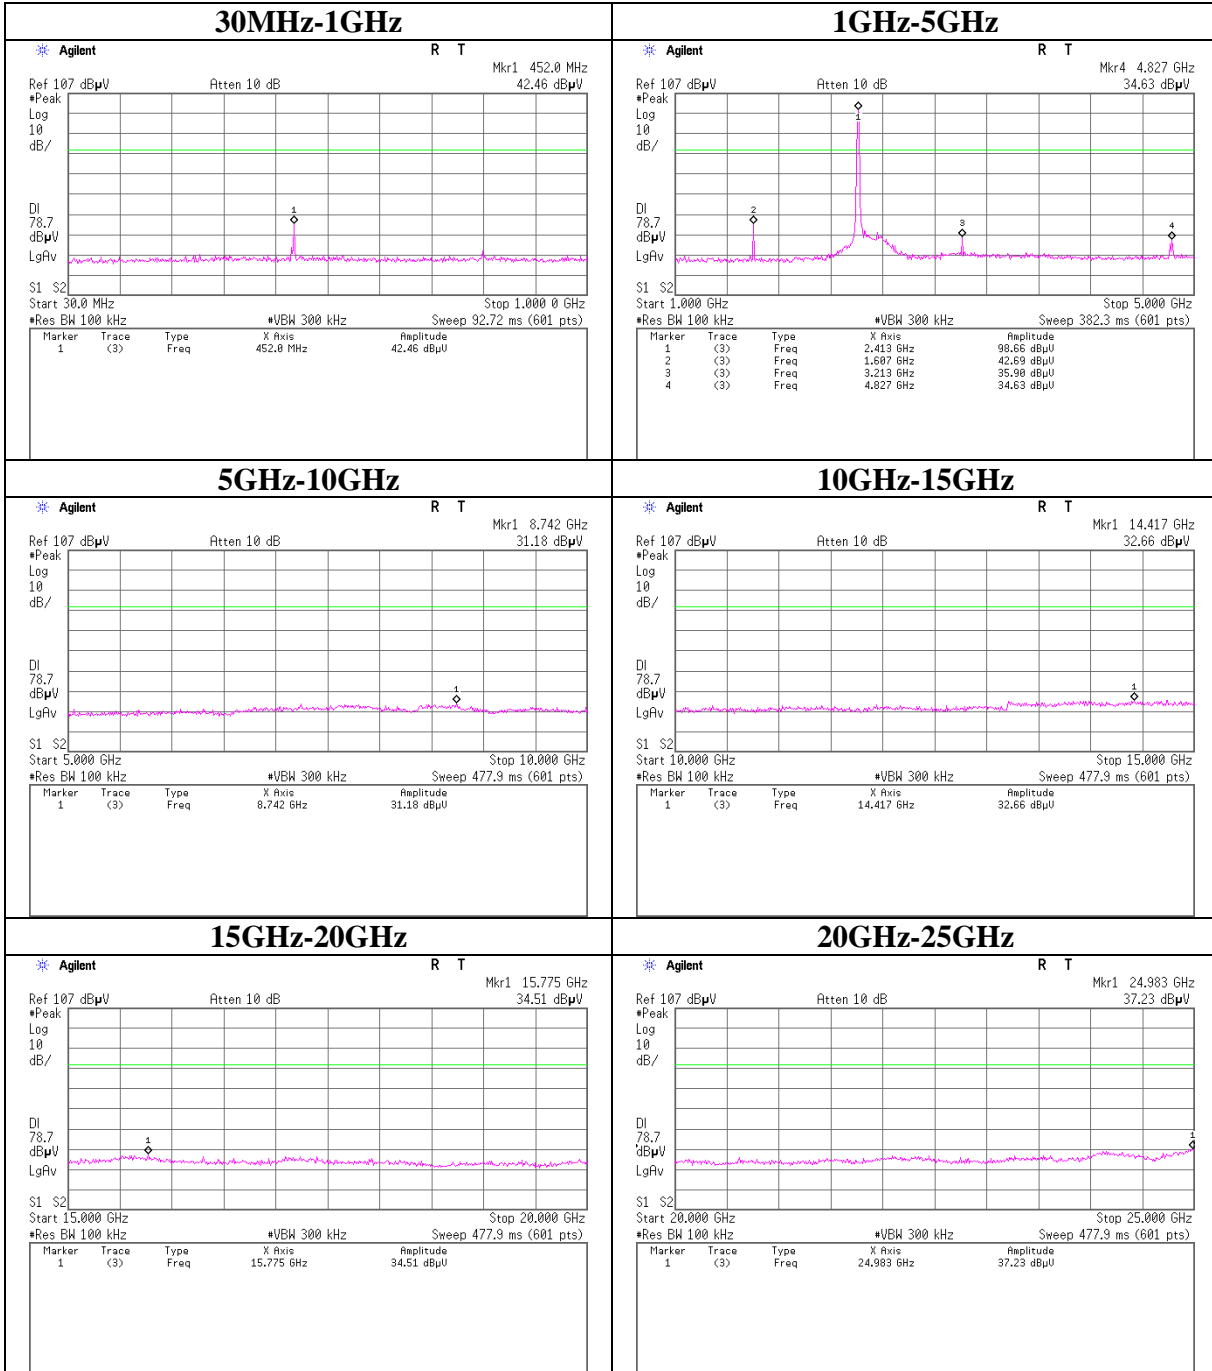 30MHz-1GHz
Agilent R T
Mkr1 452.0 MHz
Ref 107 dBµV Atten 10 dB 42.46 dBµV
#Peak
Log
10
dB/
1
DI
78.7
dBµV
LgAv
S1 S2
Start 30.0 MHz Stop 1.000 0 GHz
#Res BW 100 kHz #VBW 300 kHz Sweep 92.72 ms (601 pts)
Marker Trace Type X Axis Amplitude
1 (3) Freq 452.0 MHz 42.46 dBµV
1GHz-5GHz
Agilent R T
Mkr4 4.827 GHz
Ref 107 dBµV Atten 10 dB 34.63 dBµV
#Peak
Log
10
dB/
1
2
3
4
DI
78.7
dBµV
LgAv
S1 S2
Start 1.000 GHz Stop 5.000 GHz
#Res BW 100 kHz #VBW 300 kHz Sweep 382.3 ms (601 pts)
Marker Trace Type X Axis Amplitude
1 (3) Freq 2.413 GHz 98.66 dBµV
2 (3) Freq 1.607 GHz 42.69 dBµV
3 (3) Freq 3.213 GHz 35.90 dBµV
4 (3) Freq 4.827 GHz 34.63 dBµV
5GHz-10GHz
Agilent R T
Mkr1 8.742 GHz
Ref 107 dBµV Atten 10 dB 31.18 dBµV
#Peak
Log
10
dB/
1
DI
78.7
dBµV
LgAv
S1 S2
Start 5.000 GHz Stop 10.000 GHz
#Res BW 100 kHz #VBW 300 kHz Sweep 477.9 ms (601 pts)
Marker Trace Type X Axis Amplitude
1 (3) Freq 8.742 GHz 31.18 dBµV
10GHz-15GHz
Agilent R T
Mkr1 14.417 GHz
Ref 107 dBµV Atten 10 dB 32.66 dBµV
#Peak
Log
10
dB/
1
DI
78.7
dBµV
LgAv
S1 S2
Start 10.000 GHz Stop 15.000 GHz
#Res BW 100 kHz #VBW 300 kHz Sweep 477.9 ms (601 pts)
Marker Trace Type X Axis Amplitude
1 (3) Freq 14.417 GHz 32.66 dBµV
15GHz-20GHz
Agilent R T
Mkr1 15.775 GHz
Ref 107 dBµV Atten 10 dB 34.51 dBµV
#Peak
Log
10
dB/
1
DI
78.7
dBµV
LgAv
S1 S2
Start 15.000 GHz Stop 20.000 GHz
#Res BW 100 kHz #VBW 300 kHz Sweep 477.9 ms (601 pts)
Marker Trace Type X Axis Amplitude
1 (3) Freq 15.775 GHz 34.51 dBµV
20GHz-25GHz
Agilent R T
Mkr1 24.983 GHz
Ref 107 dBµV Atten 10 dB 37.23 dBµV
#Peak
Log
10
dB/
1
DI
78.7
dBµV
LgAv
S1 S2
Start 20.000 GHz Stop 25.000 GHz
#Res BW 100 kHz #VBW 300 kHz Sweep 477.9 ms (601 pts)
Marker Trace Type X Axis Amplitude
1 (3) Freq 24.983 GHz 37.23 dBµV